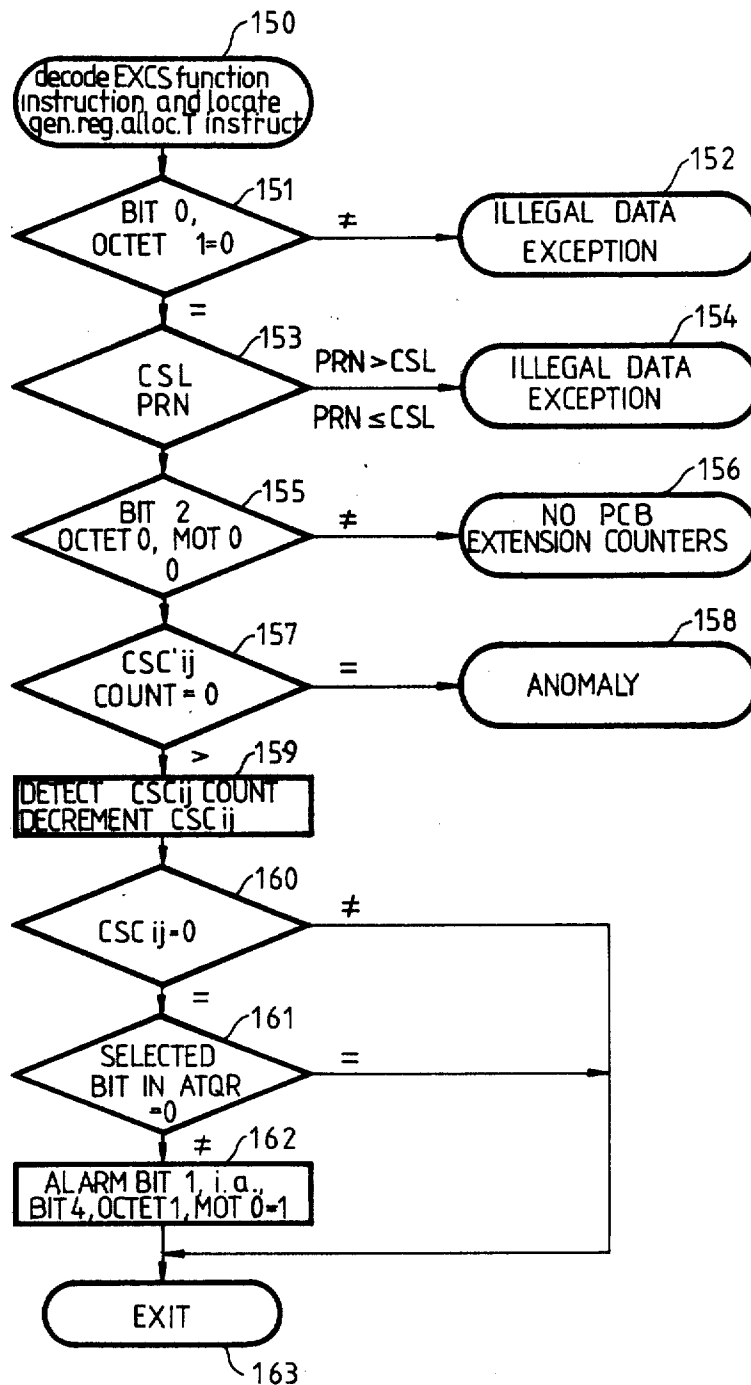 150
decode EXCS function
instruction and locate
gen.reg.alloc.T instruct
151
BIT 0,
OCTET 1=0
≠
152
ILLEGAL DATA
EXCEPTION
=
153
CSL
PRN
PRN>CSL
PRN≤CSL
154
ILLEGAL DATA
EXCEPTION
155
BIT 2
OCTET 0, MOT 0
0
≠
156
NO PCB
EXTENSION COUNTERS
157
CSC'ij
COUNT = 0
=
158
ANOMALY
>
159
DETECT CSCij COUNT
DECREMENT CSCij
160
CSCij=0
≠
=
161
SELECTED
BIT IN ATQR
=0
=
≠
162
ALARM BIT 1, i.a.,
BIT 4, OCTET 1, MOT 0=1
EXIT
163